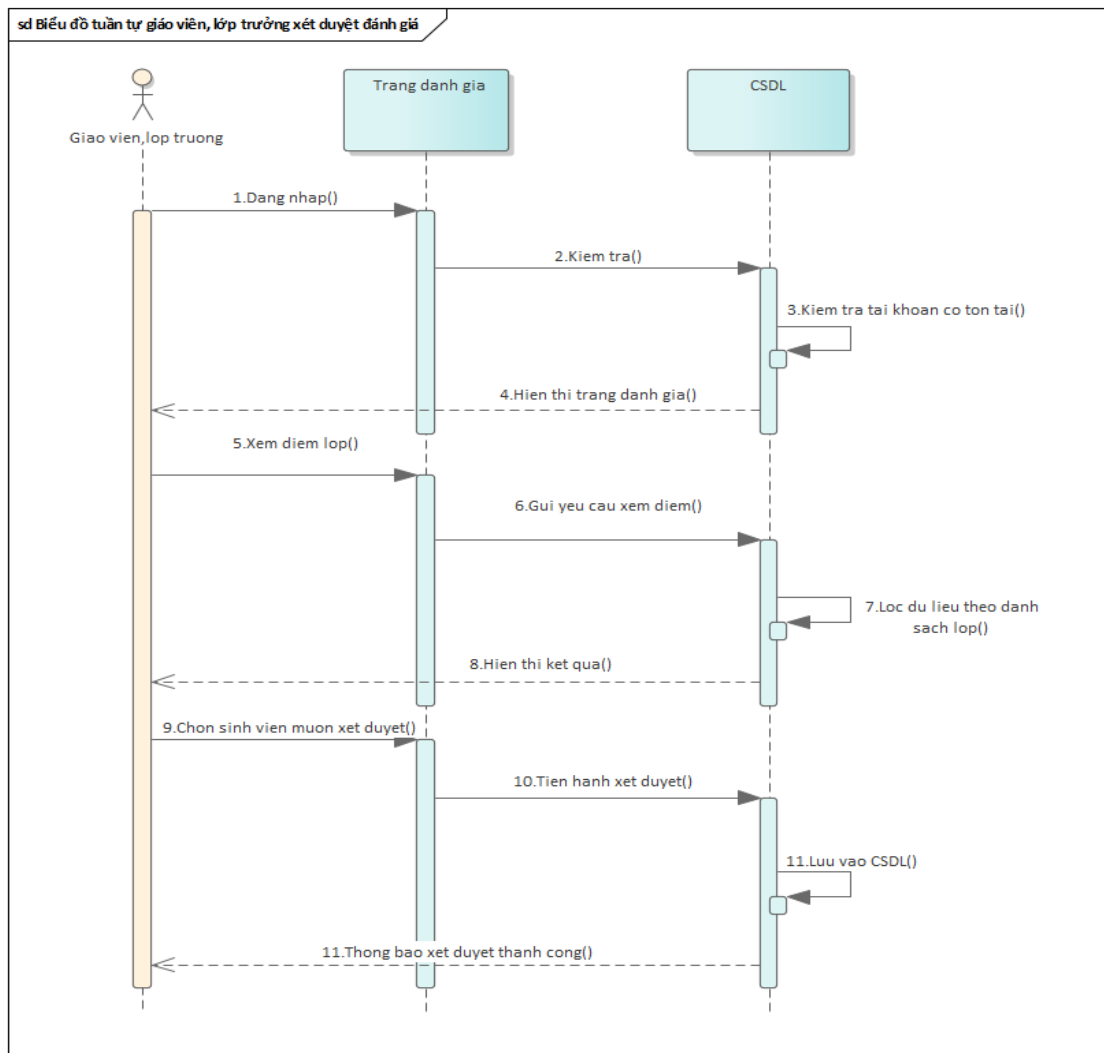 sd Biểu đồ tuần tự giáo viên, lớp trưởng xét duyệt đánh giá
Trang danh gia
CSDL
Giao vien,lop truong
1.Dang nhap()
2.Kiem tra()
3.Kiem tra tai khoan co ton tai()
4.Hien thi trang danh gia()
5.Xem diem lop()
6.Gui yeu cau xem diem()
7.Loc du lieu theo danh
sach lop()
8.Hien thi ket qua()
9.Chon sinh vien muon xet duyet()
10.Tien hanh xet duyet()
11.Luu vao CSDL()
11.Thong bao xet duyet thanh cong()